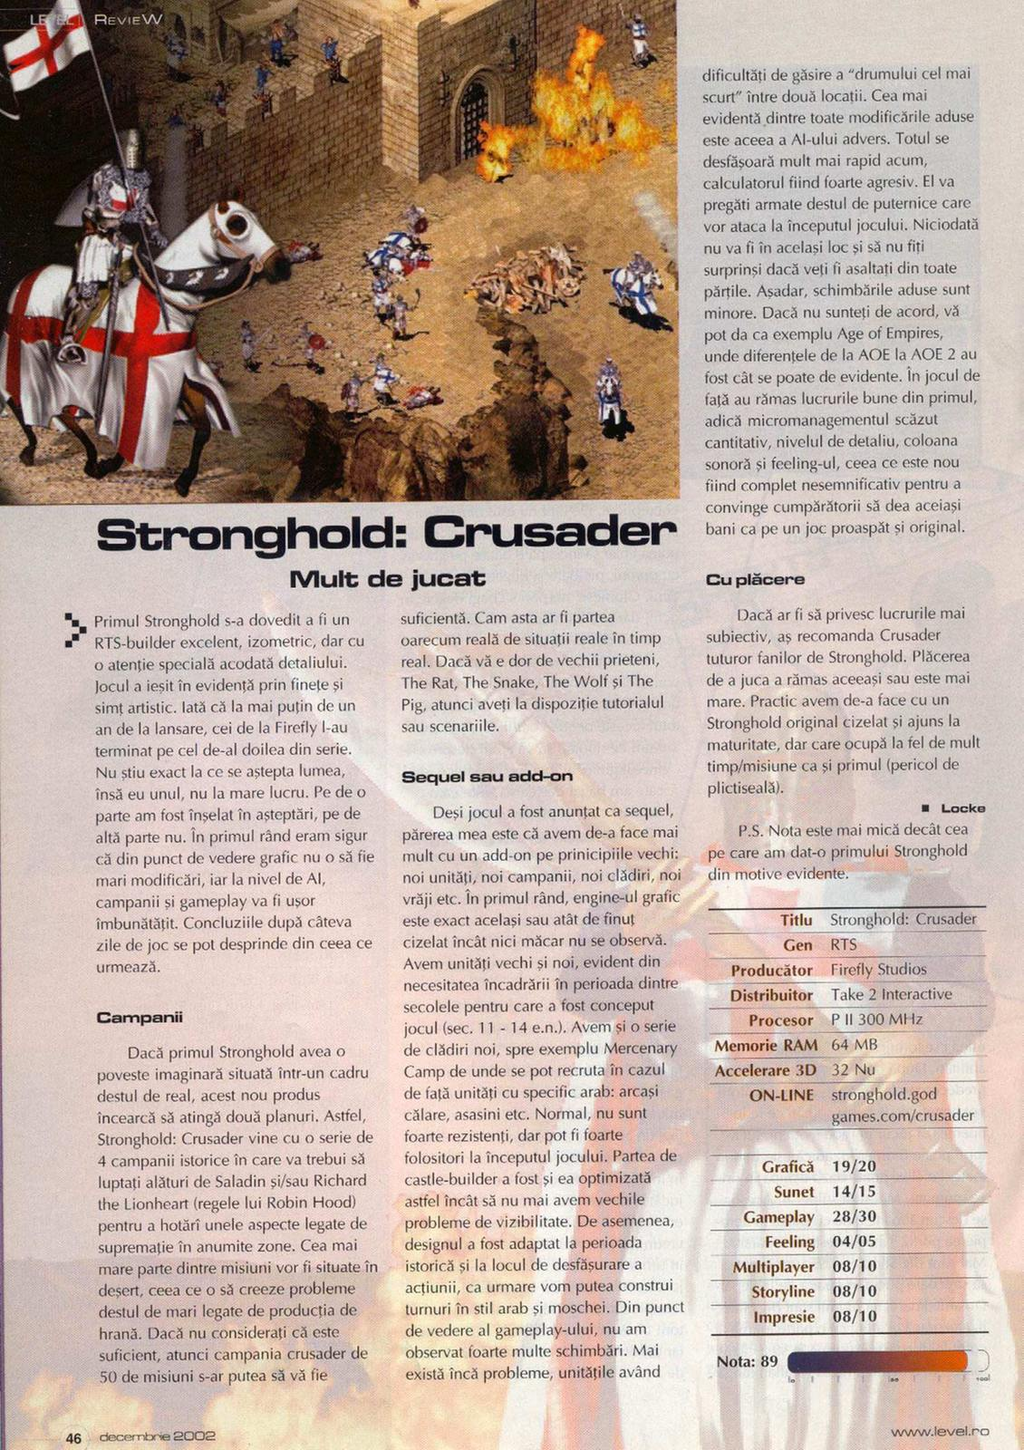 LEVEL REVIEW
Stronghold: Crusader
Mult de jucat
Primul Stronghold s-a dovedit a fi un
RTS-builder excelent, izometric, dar cu
o atenție specială acodată detaliului.
Jocul a ieșit în evidență prin finețe și
simț artistic. Iată că la mai puțin de un
an de la lansare, cei de la Firefly l-au
terminat pe cel de-al doilea din serie.
Nu știu exact la ce se aștepta lumea,
însă eu unul, nu la mare lucru. Pe de o
parte am fost înșelat în așteptări, pe de
altă parte nu. În primul rând eram sigur
că din punct de vedere grafic nu o să fie
mari modificări, iar la nivel de AI,
campanii și gameplay va fi ușor
îmbunătățit. Concluziile după câteva
zile de joc se pot desprinde din ceea ce
urmează.
Campanii
Dacă primul Stronghold avea o
poveste imaginară situată într-un cadru
destul de real, acest nou produs
încearcă să atingă două planuri. Astfel,
Stronghold: Crusader vine cu o serie de
4 campanii istorice în care va trebui să
luptați alături de Saladin și/sau Richard
the Lionheart (regele lui Robin Hood)
pentru a hotărî unele aspecte legate de
supremație în anumite zone. Cea mai
mare parte dintre misiuni vor fi situate în
deșert, ceea ce o să creeze probleme
destul de mari legate de producția de
hrană. Dacă nu considerați că este
suficient, atunci campania crusader de
50 de misiuni s-ar putea să vă fie
suficientă. Cam asta ar fi partea
oarecum reală de situații reale în timp
real. Dacă vă e dor de vechii prieteni,
The Rat, The Snake, The Wolf și The
Pig, atunci aveți la dispoziție tutorialul
sau scenariile.
Sequel sau add-on
Deși jocul a fost anunțat ca sequel,
părerea mea este că avem de-a face mai
mult cu un add-on pe prinicipiile vechi:
noi unități, noi campanii, noi clădiri, noi
vrăji etc. În primul rând, engine-ul grafic
este exact același sau atât de finuț
cizelat încât nici măcar nu se observă.
Avem unități vechi și noi, evident din
necesitatea încadrării în perioada dintre
secolele pentru care a fost conceput
jocul (sec. 11 - 14 e.n.). Avem și o serie
de clădiri noi, spre exemplu Mercenary
Camp de unde se pot recruta în cazul
de față unități cu specific arab: arcași
călare, asasini etc. Normal, nu sunt
foarte rezistenți, dar pot fi foarte
folositori la începutul jocului. Partea de
castle-builder a fost și ea optimizată
astfel încât să nu mai avem vechile
probleme de vizibilitate. De asemenea,
designul a fost adaptat la perioada
istorică și la locul de desfășurare a
acțiunii, ca urmare vom putea construi
turnuri în stil arab și moschei. Din punct
de vedere al gameplay-ului, nu am
observat foarte multe schimbări. Mai
există încă probleme, unitățile având
dificultăți de găsire a "drumului cel mai
scurt" între două locații. Cea mai
evidentă dintre toate modificările aduse
este aceea a AI-ului advers. Totul se
desfășoară mult mai rapid acum,
calculatorul fiind foarte agresiv. El va
pregăti armate destul de puternice care
vor ataca la începutul jocului. Niciodată
nu va fi în același loc și să nu fiți
surprinși dacă veți fi asaltați din toate
părțile. Așadar, schimbările aduse sunt
minore. Dacă nu sunteți de acord, vă
pot da ca exemplu Age of Empires,
unde diferențele de la AOE la AOE 2 au
fost cât se poate de evidente. În jocul de
față au rămas lucrurile bune din primul,
adică micromanagementul scăzut
cantitativ, nivelul de detaliu, coloana
sonoră și feeling-ul, ceea ce este nou
fiind complet nesemnificativ pentru a
convinge cumpărătorii să dea aceiași
bani ca pe un joc proaspăt și original.
Cu plăcere
Dacă ar fi să privesc lucrurile mai
subiectiv, aș recomanda Crusader
tuturor fanilor de Stronghold. Plăcerea
de a juca a rămas aceeași sau este mai
mare. Practic avem de-a face cu un
Stronghold original cizelat și ajuns la
maturitate, dar care ocupă la fel de mult
timp/misiune ca și primul (pericol de
plictiseală).
■ Locke
P.S. Nota este mai mică decât cea
pe care am dat-o primului Stronghold
din motive evidente.
Titlu Stronghold: Crusader
Gen RTS
Producător Firefly Studios
Distribuitor Take 2 Interactive
Procesor P II 300 MHz
Memorie RAM 64 MB
Accelerare 3D 32 Nu
ON-LINE stronghold.god
games.com/crusader
Grafică 19/20
Sunet 14/15
Gameplay 28/30
Feeling 04/05
Multiplayer 08/10
Storyline 08/10
Impresie 08/10
Nota: 89
46 decembrie 2002
www.level.ro